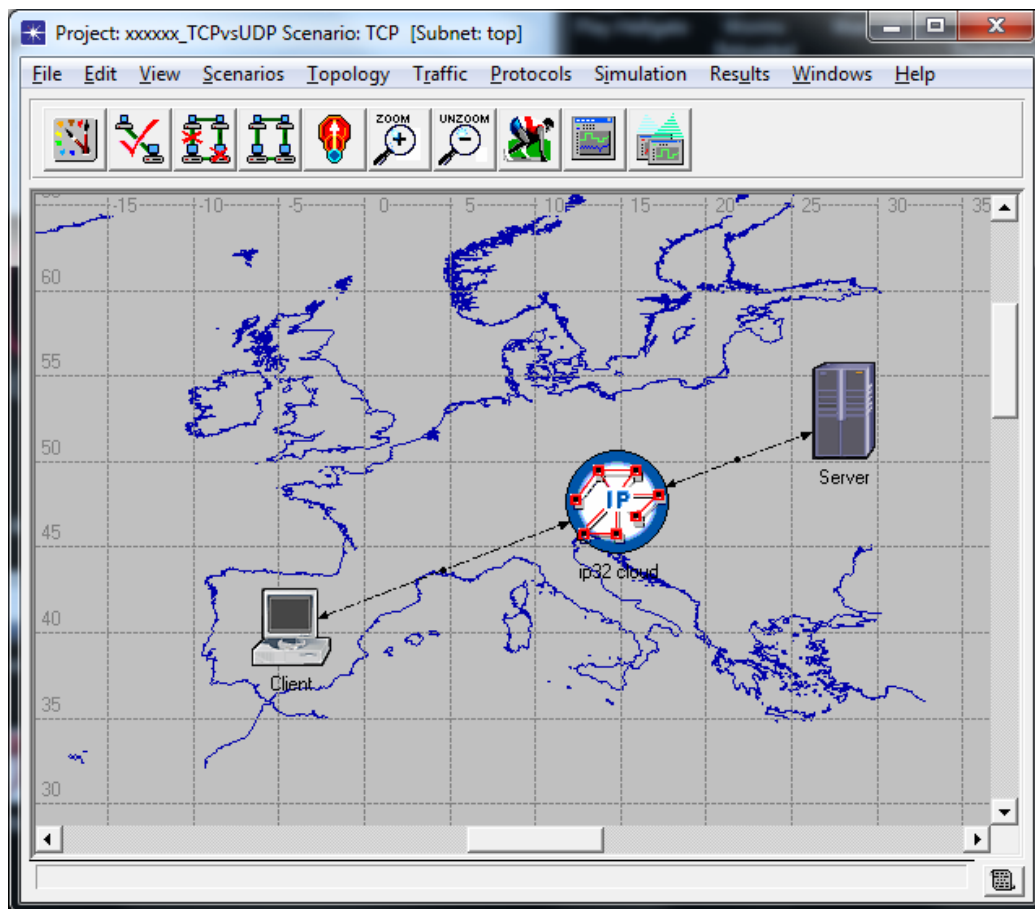 Project: xxxxxx_TCPvsUDP Scenario: TCP [Subnet: top]
File Edit View Scenarios Topology Traffic Protocols Simulation Results Windows Help
ZOOM UNZOOM
-15 -10 -5 0 5 10 15 20 25 30 35
60
55
50
Server
IP
45
ip32 cloud
40
Client
35
30